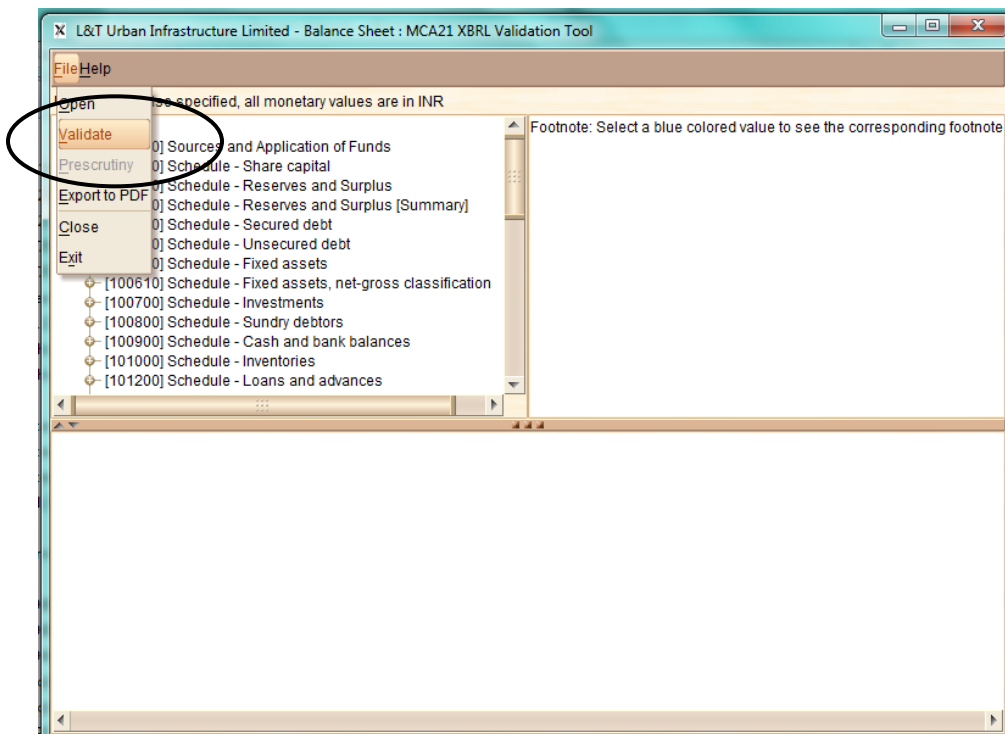 X L&T Urban Infrastructure Limited - Balance Sheet : MCA21 XBRL Validation Tool
File Help
Open
specified, all monetary values are in INR
Validate
Prescrutiny
Export to PDF
Close
Exit
0] Sources and Application of Funds
0] Schedule - Share capital
0] Schedule - Reserves and Surplus
0] Schedule - Reserves and Surplus [Summary]
0] Schedule - Secured debt
0] Schedule - Unsecured debt
0] Schedule - Fixed assets
[100610] Schedule - Fixed assets, net-gross classification
[100700] Schedule - Investments
[100800] Schedule - Sundry debtors
[100900] Schedule - Cash and bank balances
[101000] Schedule - Inventories
[101200] Schedule - Loans and advances
Footnote: Select a blue colored value to see the corresponding footnote